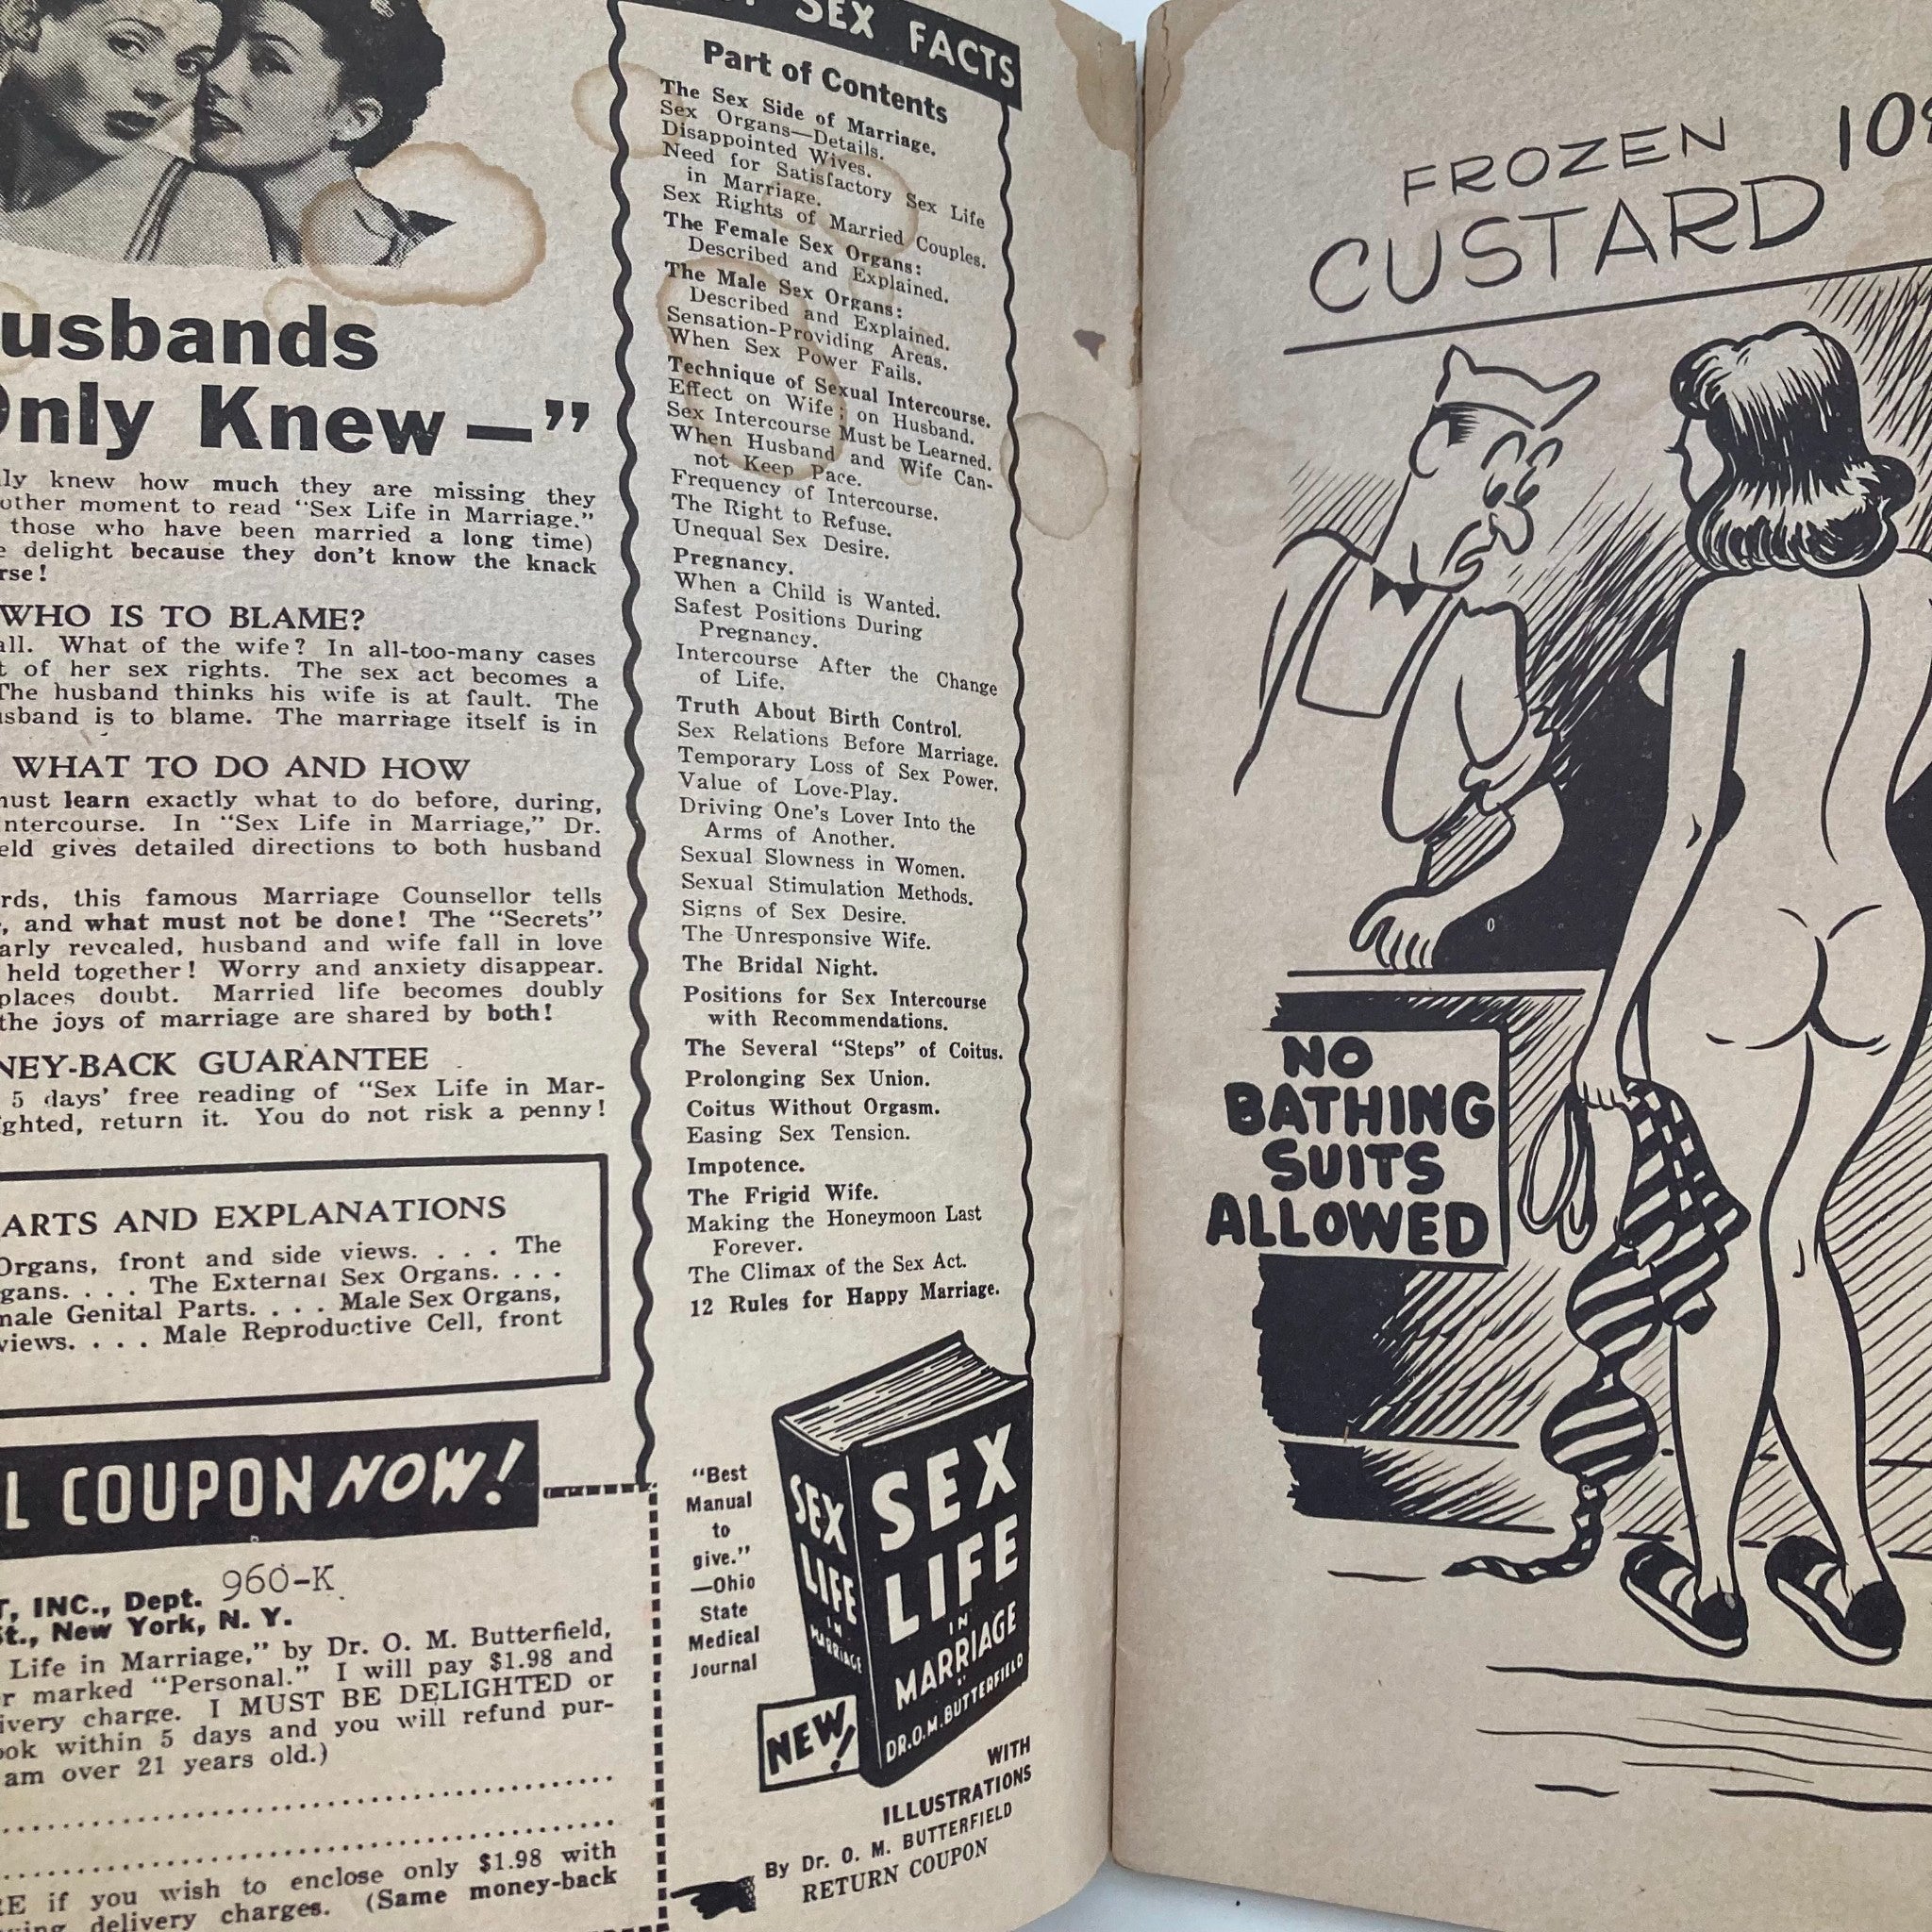 usbands
Only Knew—"
knew how much they are missing they
other moment to read "Sex Life in Marriage."
those who have been married a long time)
delight because they don't know the knack
WHO IS TO BLAME?
all. What of the wife? In all-too-many cases
of her sex rights. The sex act becomes a
The husband thinks his wife is at fault. The
husband is to blame. The marriage itself is in
WHAT TO DO AND HOW
must learn exactly what to do before, during,
intercourse. In "Sex Life in Marriage," Dr.
gives detailed directions to both husband
this famous Marriage Counsellor tells
and what must not be done! The "Secrets"
revealed, husband and wife fall in love
held together! Worry and anxiety disappear.
places doubt. Married life becomes doubly
the joys of marriage are shared by both!
NEY-BACK GUARANTEE
5 days' free reading of "Sex Life in Mar-
return it. You do not risk a penny!
ARTS AND EXPLANATIONS
Organs, front and side views. . . . The
gans. . . . The External Sex Organs. . . .
male Genital Parts. . . . Male Sex Organs,
views. . . . Male Reproductive Cell, front
L COUPON NOW!
INC., Dept. 960-K
St., New York, N. Y.
Life in Marriage," by Dr. O. M. Butterfield,
marked "Personal." I will pay $1.98 and
delivery charge. I MUST BE DELIGHTED or
book within 5 days and you will refund pur-
am over 21 years old.)
if you wish to enclose only $1.98 with
delivery charges. (Same money-back
SEX FACTS
Part of Contents
The Sex Side of Marriage.
Sex Organs—Details.
Disappointed Wives.
Need for Satisfactory Sex Life
in Marriage.
Sex Rights of Married Couples.
The Female Sex Organs:
Described and Explained.
The Male Sex Organs:
Described and Explained.
Sensation-Providing Areas.
When Sex Power Fails.
Technique of Sexual Intercourse.
Effect on Wife; on Husband.
Sex Intercourse Must be Learned.
When Husband and Wife Can-
not Keep Pace.
Frequency of Intercourse.
The Right to Refuse.
Unequal Sex Desire.
Pregnancy.
When a Child is Wanted.
Safest Positions During
Pregnancy.
Intercourse After the Change
of Life.
Truth About Birth Control.
Sex Relations Before Marriage.
Temporary Loss of Sex Power.
Value of Love-Play.
Driving One's Lover Into the
Arms of Another.
Sexual Slowness in Women.
Sexual Stimulation Methods.
Signs of Sex Desire.
The Unresponsive Wife.
The Bridal Night.
Positions for Sex Intercourse
with Recommendations.
The Several "Steps" of Coitus.
Prolonging Sex Union.
Coitus Without Orgasm.
Easing Sex Tension.
Impotence.
The Frigid Wife.
Making the Honeymoon Last
Forever.
The Climax of the Sex Act.
12 Rules for Happy Marriage.
"Best
Manual
to
give."
—Ohio
State
Medical
Journal
SEX
LIFE
IN
MARRIAGE
SEX
LIFE
IN
MARRIAGE
DR. O. M. BUTTERFIELD
NEW!
WITH
ILLUSTRATIONS
By Dr. O. M. BUTTERFIELD
RETURN COUPON
FROZEN 10¢
CUSTARD
NO
BATHING
SUITS
ALLOWED